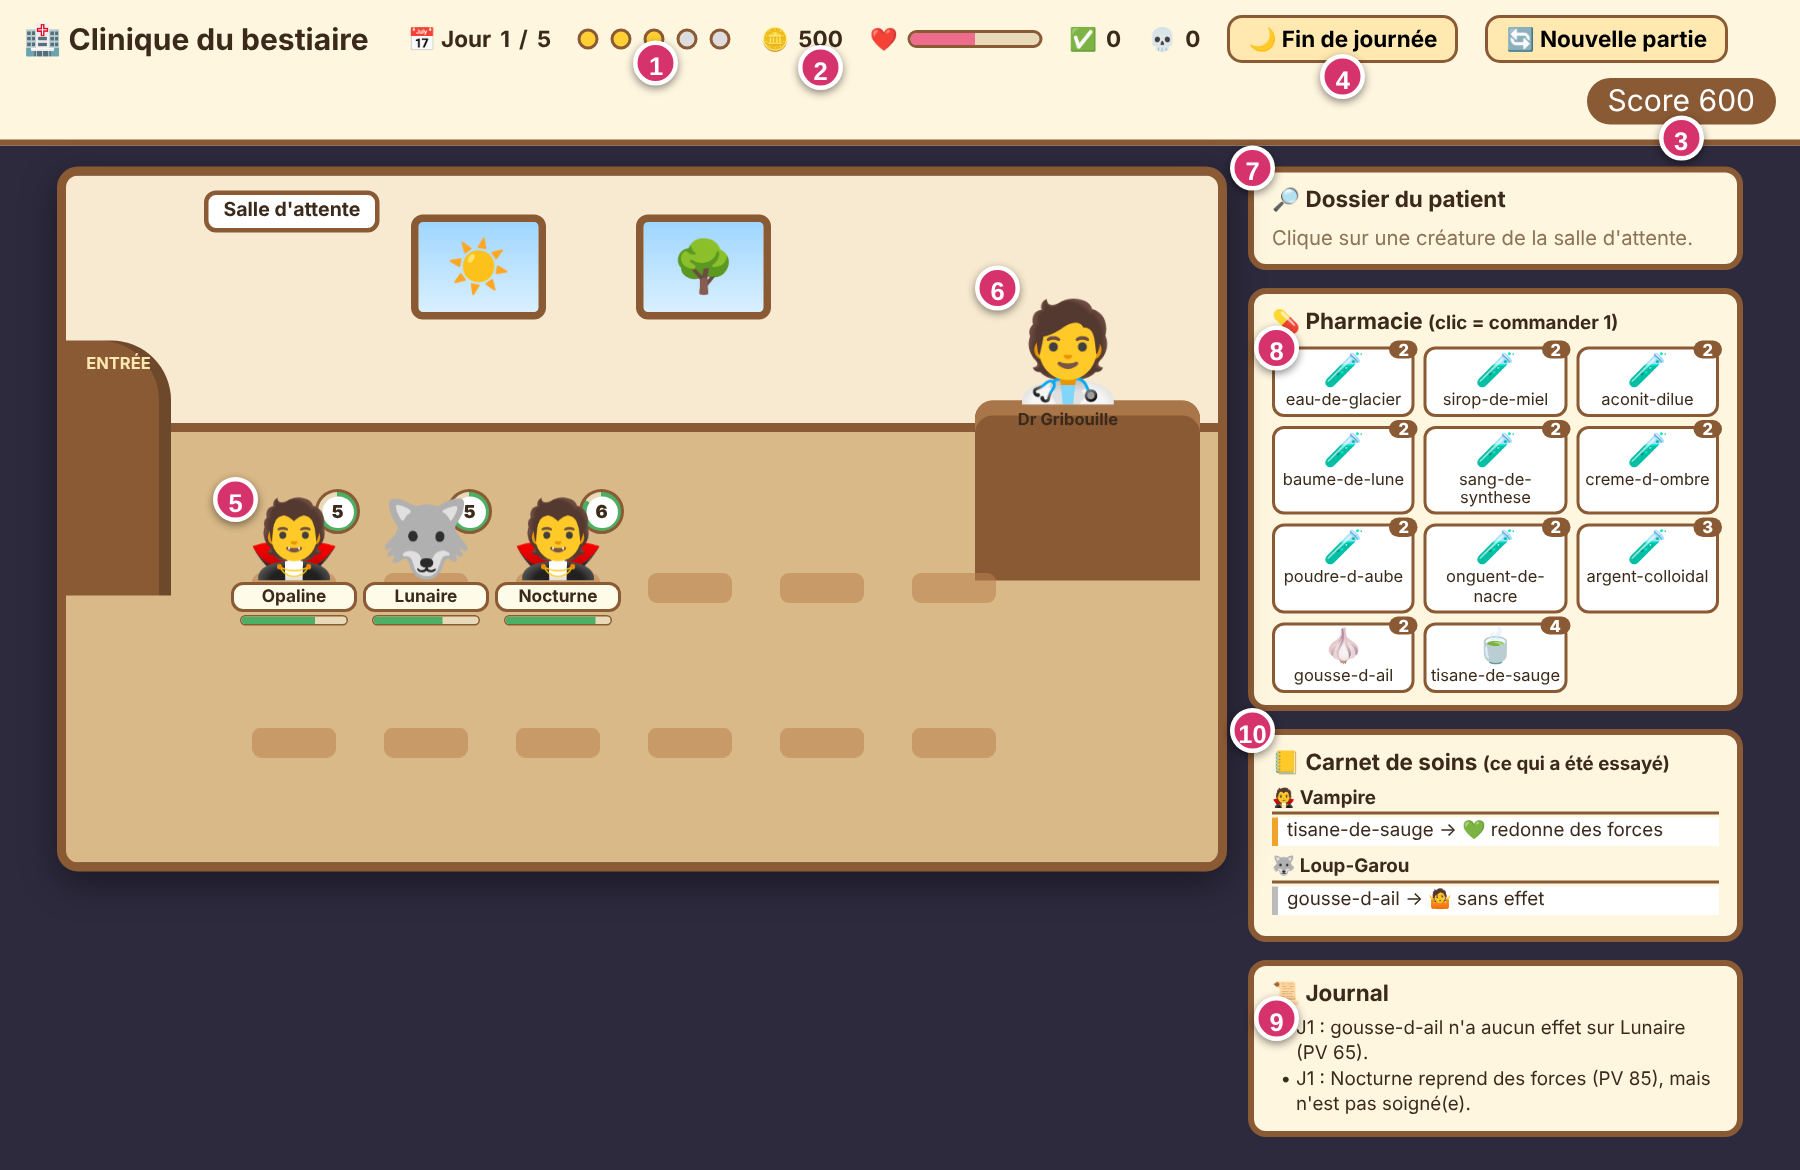 Clinique du bestiaire
Jour 1 / 5
500
0
0
Fin de journée
Nouvelle partie
1
2
4
Score 600
3
Salle d'attente
ENTRÉE
6
Dr Gribouille
5
5
5
6
Opaline
Lunaire
Nocturne
7
Dossier du patient
Clique sur une créature de la salle d'attente.
Pharmacie (clic = commander 1)
8
2
2
2
eau-de-glacier
sirop-de-miel
aconit-dilue
2
2
2
baume-de-lune
sang-de-
synthese
creme-d-ombre
2
2
3
poudre-d-aube
onguent-de-
nacre
argent-colloidal
2
4
gousse-d-ail
tisane-de-sauge
10
Carnet de soins (ce qui a été essayé)
Vampire
tisane-de-sauge → 💚 redonne des forces
Loup-Garou
gousse-d-ail → 🤷 sans effet
Journal
9
J1 : gousse-d-ail n'a aucun effet sur Lunaire
(PV 65).
• J1 : Nocturne reprend des forces (PV 85), mais
n'est pas soigné(e).